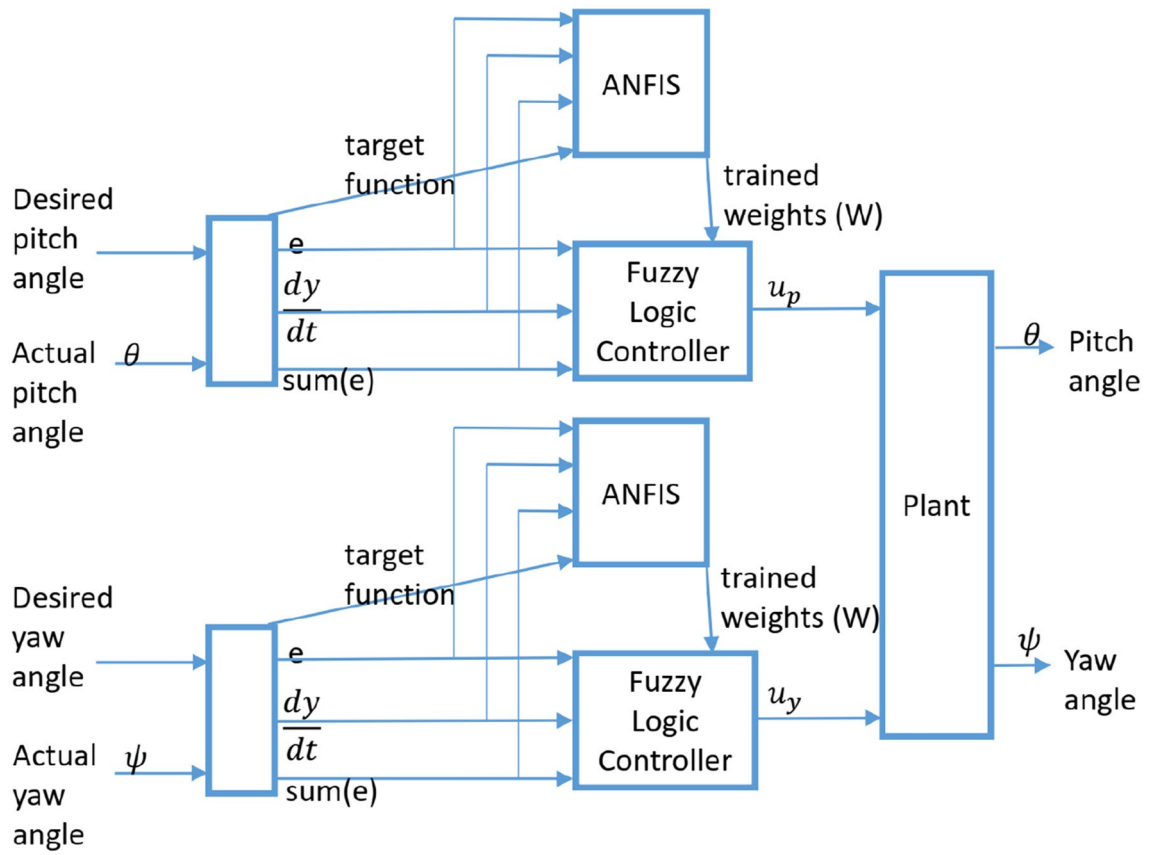 ANFIS
target
function
trained
weights (W)
Desired
pitch
angle
e
dy
dt
sum(e)
Actual θ
pitch
angle
Fuzzy
Logic
Controller
u_p
θ Pitch
angle
Plant
ANFIS
target
function
trained
weights (W)
Desired
yaw
angle
e
dy
dt
sum(e)
Actual ψ
yaw
angle
Fuzzy
Logic
Controller
u_y
ψ Yaw
angle